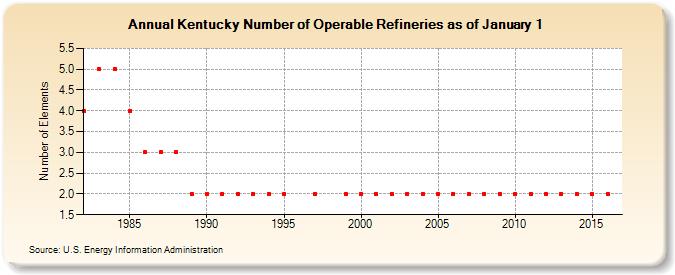 Annual Kentucky Number of Operable Refineries as of January 1
Number of Elements
5.5
5.0
4.5
4.0
3.5
3.0
2.5
2.0
1.5
1985 1990 1995 2000 2005 2010 2015
Source: U.S. Energy Information Administration